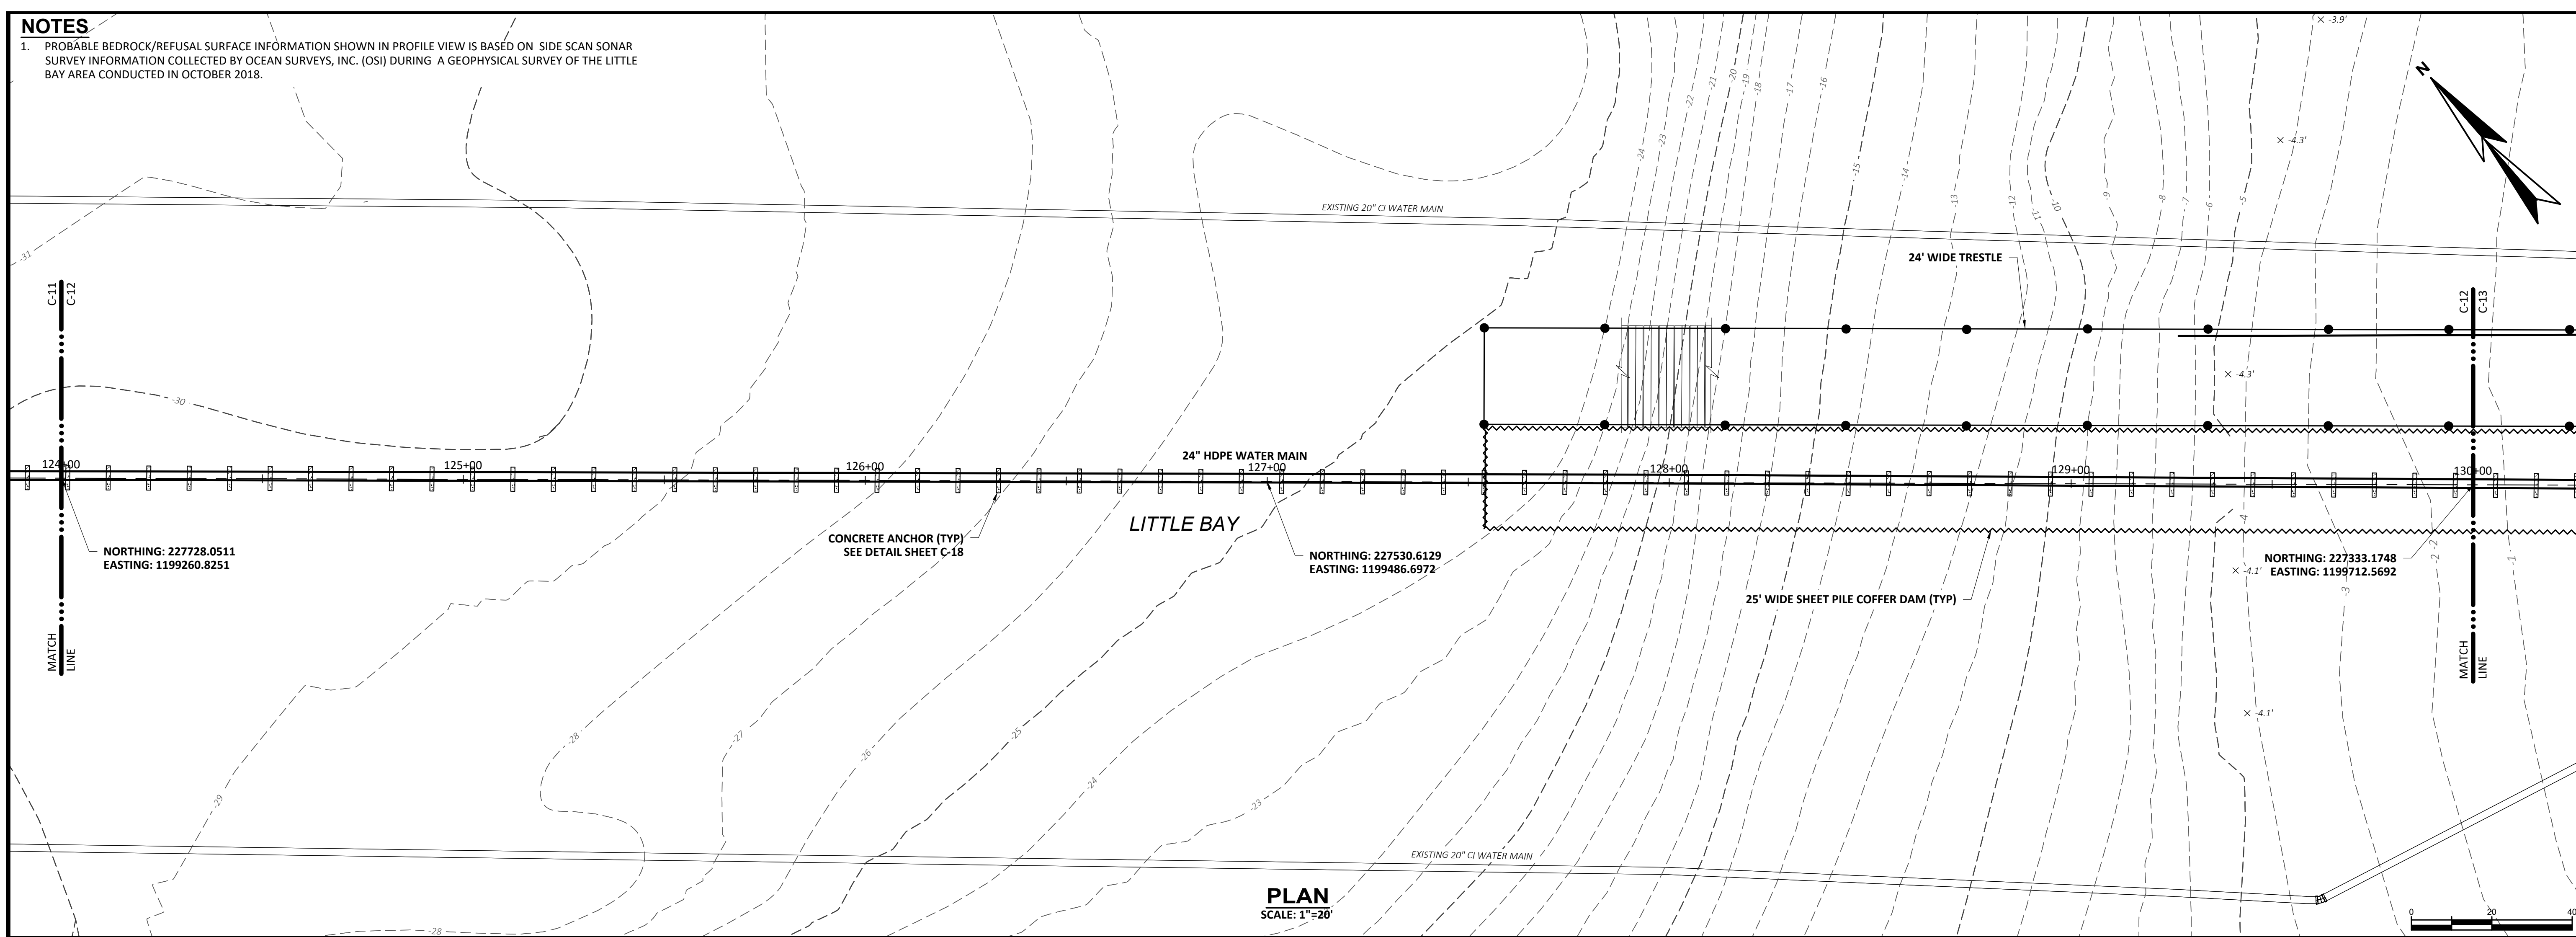 NOTES
1. PROBABLE BEDROCK/REFUSAL SURFACE INFORMATION SHOWN IN PROFILE VIEW IS BASED ON SIDE SCAN SONAR
SURVEY INFORMATION COLLECTED BY OCEAN SURVEYS, INC. (OSI) DURING A GEOPHYSICAL SURVEY OF THE LITTLE
BAY AREA CONDUCTED IN OCTOBER 2018.
-3.9'
N
-24
-23
-22
-21
-20
-19
-18
-17
-16
-15
-14
-13
-12
-11
-10
-9
-8
-7
-6
-5
-4.3'
EXISTING 20" CI WATER MAIN
-31
24' WIDE TRESTLE
C-11
C-12
C-12
C-13
-4.3'
-30
24" HDPE WATER MAIN
124+00
125+00
126+00
127+00
128+00
129+00
130+00
LITTLE BAY
CONCRETE ANCHOR (TYP)
SEE DETAIL SHEET C-18
NORTHING: 227728.0511
EASTING: 1199260.8251
NORTHING: 227530.6129
EASTING: 1199486.6972
NORTHING: 227333.1748
EASTING: 1199712.5692
-4
-4.1'
-3
-2
-2
-1
25' WIDE SHEET PILE COFFER DAM (TYP)
MATCH
LINE
MATCH
LINE
-4.1'
-29
-28
-27
-26
-25
-24
-23
EXISTING 20" CI WATER MAIN
-28
PLAN
SCALE: 1"=20'
0
20
40